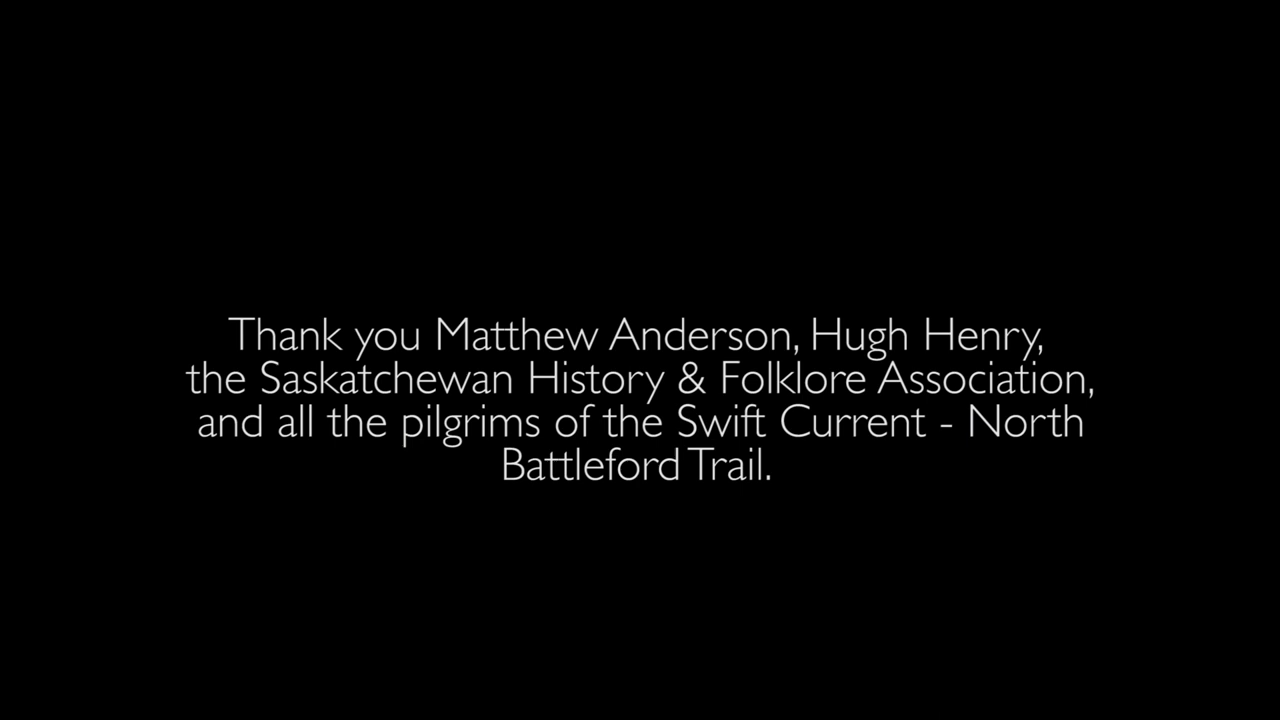 Thank you Matthew Anderson, Hugh Henry,
the Saskatchewan History & Folklore Association,
and all the pilgrims of the Swift Current - North
Battleford Trail.